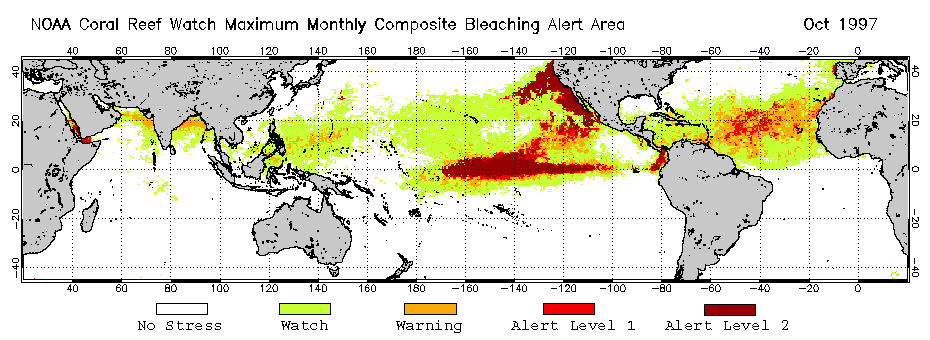 NOAA Coral Reef Watch Maximum Monthly Composite Bleaching Alert Area Oct 1997
40 60 80 100 120 140 160 180 −160 −140 −120 −100 −80 −60 −40 −20 0
40 40
20 20
0 0
−20 −20
−40 −40
40 60 80 100 120 140 160 180 −160 −140 −120 −100 −80 −60 −40 −20 0
No Stress Watch Warning Alert Level 1 Alert Level 2